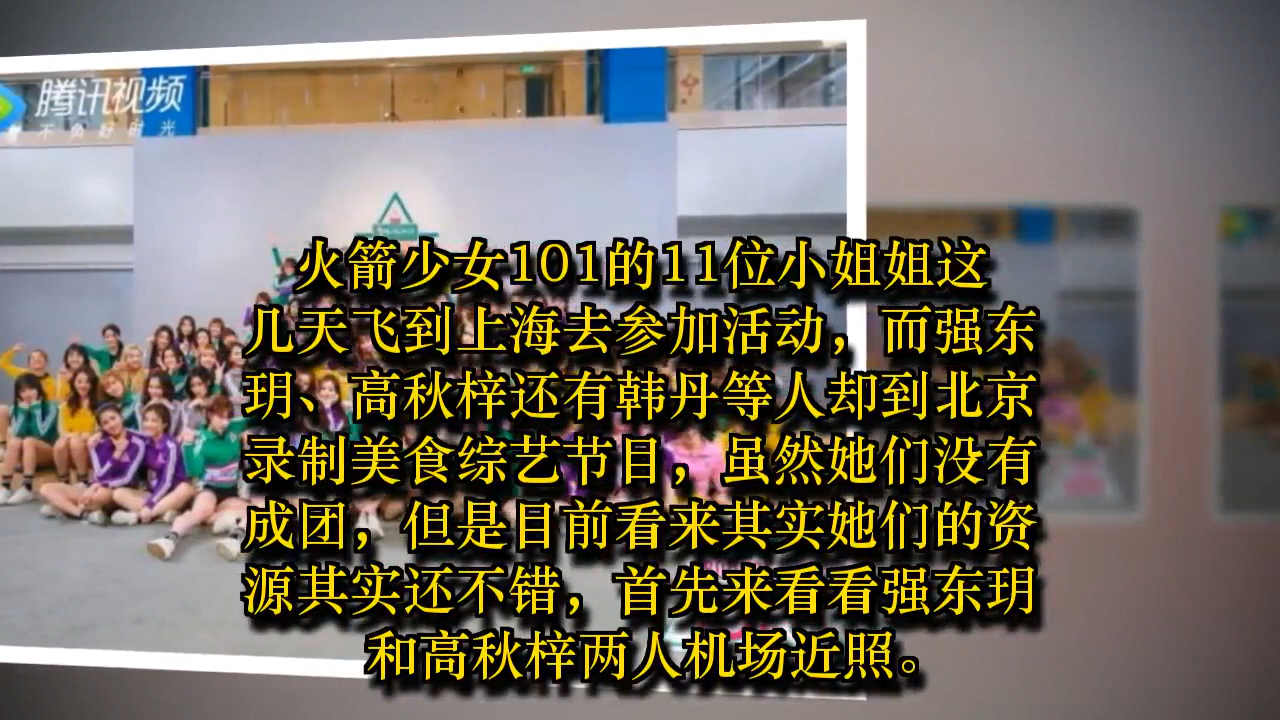 腾讯视频
不负好时光
火箭少女101的11位小姐姐这
几天飞到上海去参加活动，而强东
玥、高秋梓还有韩丹等人却到北京
录制美食综艺节目，虽然她们没有
成团，但是目前看来其实她们的资
源其实还不错，首先来看看强东玥
和高秋梓两人机场近照。